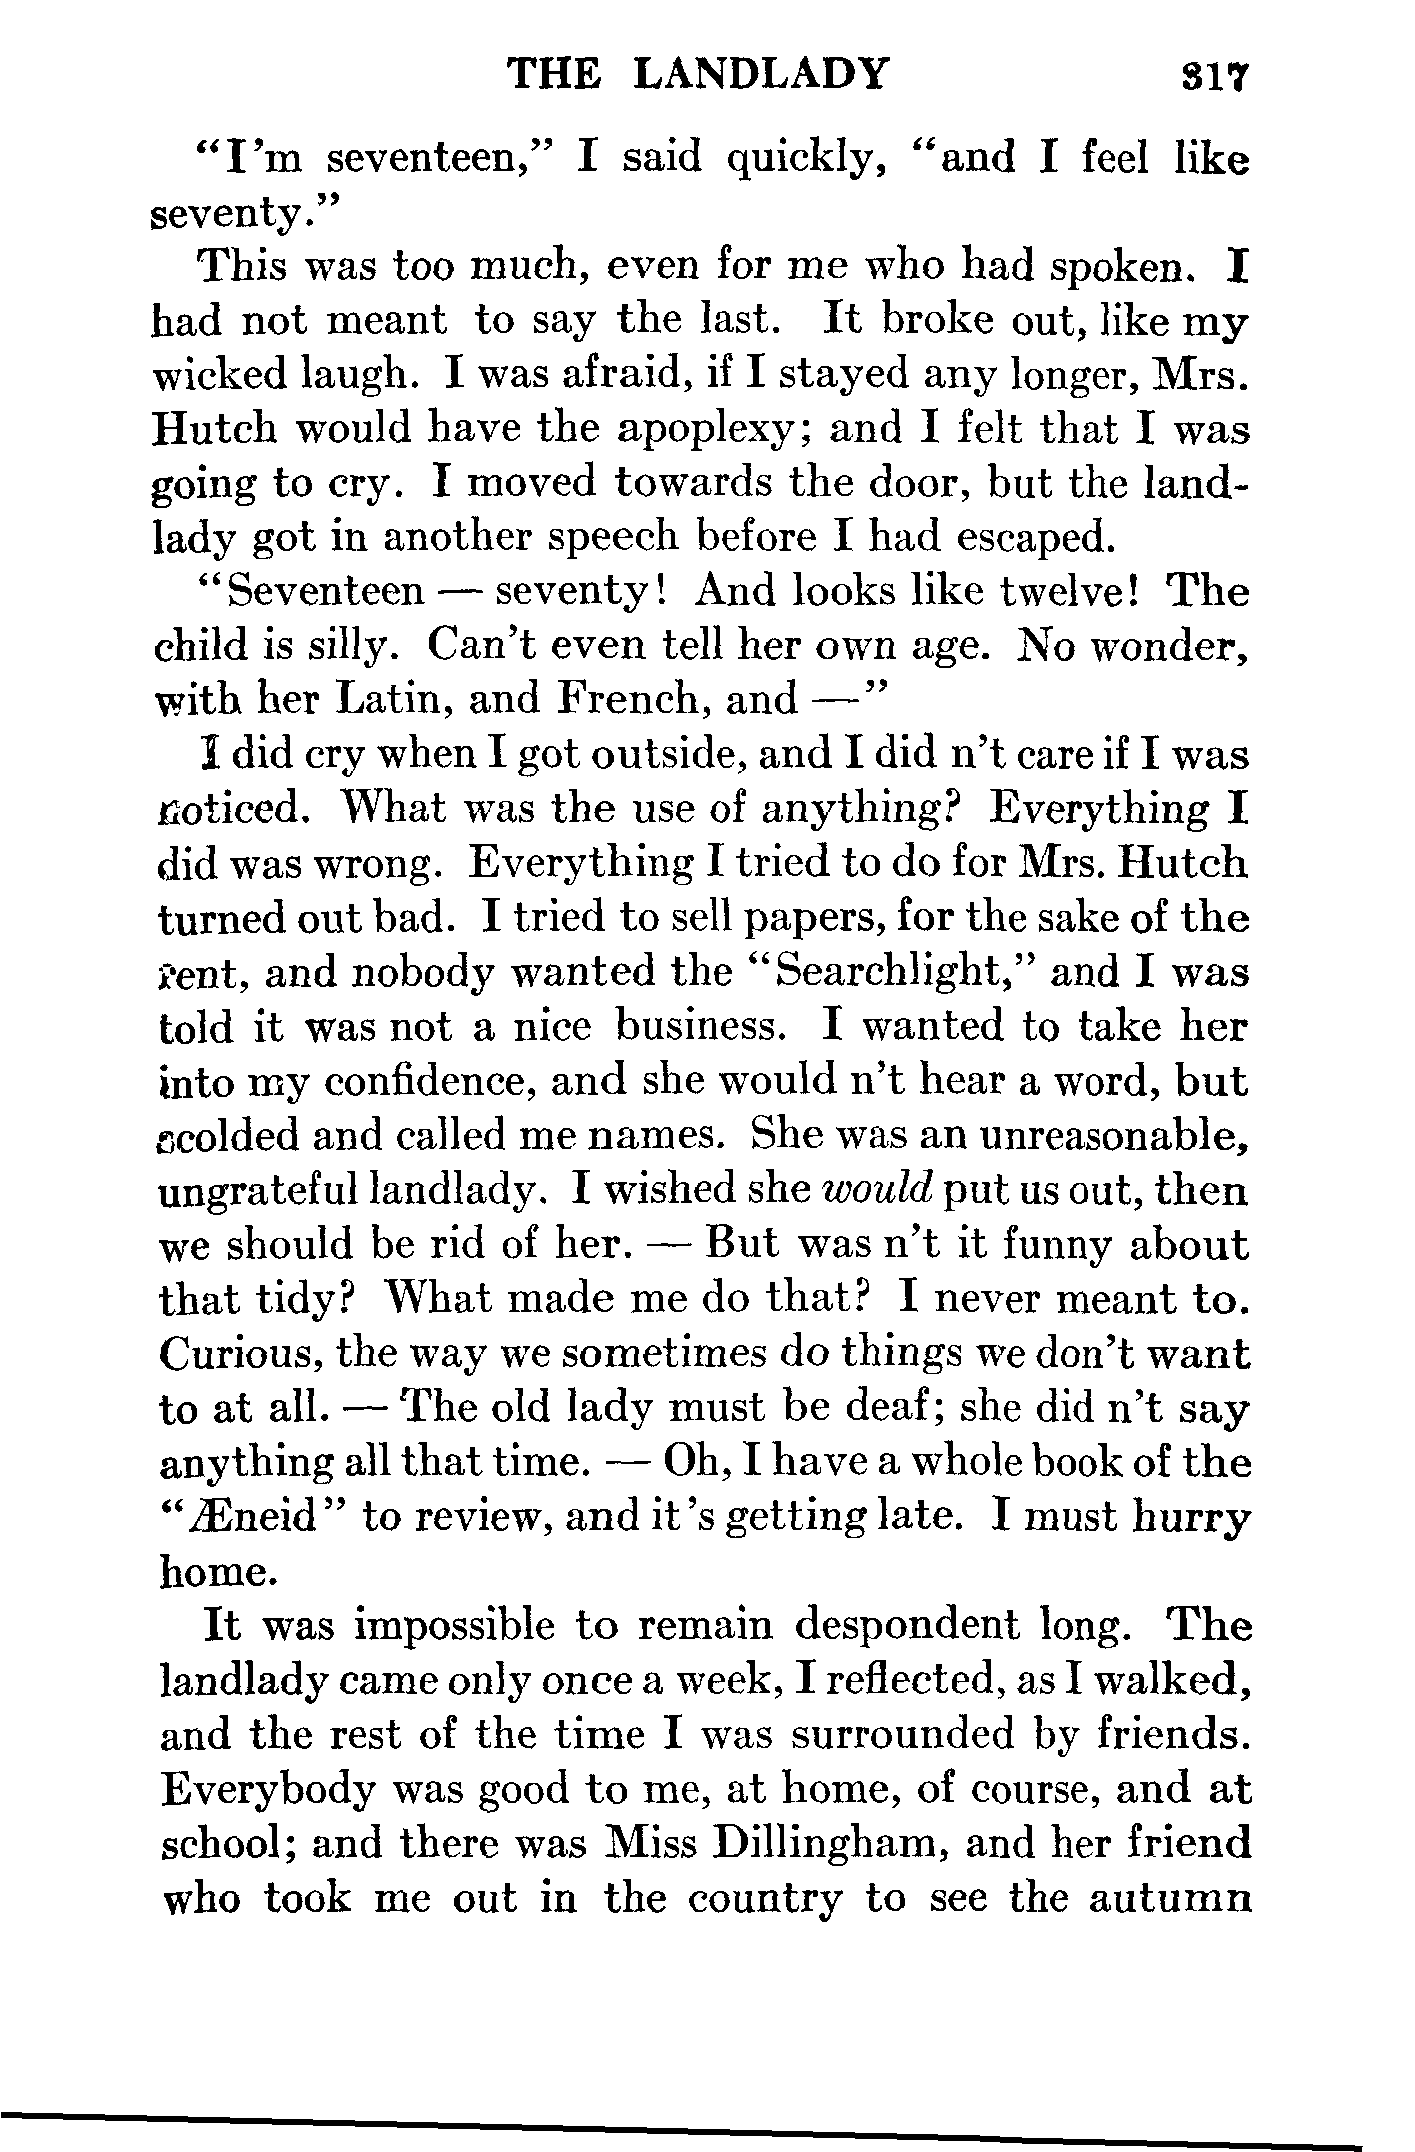 THE LANDLADY 317
“I’m seventeen,” I said quickly, “and I feel like
seventy.”
This was too much, even for me who had spoken. I
had not meant to say the last. It broke out, like my
wicked laugh. I was afraid, if I stayed any longer, Mrs.
Hutch would have the apoplexy; and I felt that I was
going to cry. I moved towards the door, but the land-
lady got in another speech before I had escaped.
“Seventeen — seventy! And looks like twelve! The
child is silly. Can’t even tell her own age. No wonder,
with her Latin, and French, and —”
I did cry when I got outside, and I did n’t care if I was
noticed. What was the use of anything? Everything I
did was wrong. Everything I tried to do for Mrs. Hutch
turned out bad. I tried to sell papers, for the sake of the
rent, and nobody wanted the “Searchlight,” and I was
told it was not a nice business. I wanted to take her
into my confidence, and she would n’t hear a word, but
scolded and called me names. She was an unreasonable,
ungrateful landlady. I wished she would put us out, then
we should be rid of her. — But was n’t it funny about
that tidy? What made me do that? I never meant to.
Curious, the way we sometimes do things we don’t want
to at all. — The old lady must be deaf; she did n’t say
anything all that time. — Oh, I have a whole book of the
“Æneid” to review, and it’s getting late. I must hurry
home.
It was impossible to remain despondent long. The
landlady came only once a week, I reflected, as I walked,
and the rest of the time I was surrounded by friends.
Everybody was good to me, at home, of course, and at
school; and there was Miss Dillingham, and her friend
who took me out in the country to see the autumn